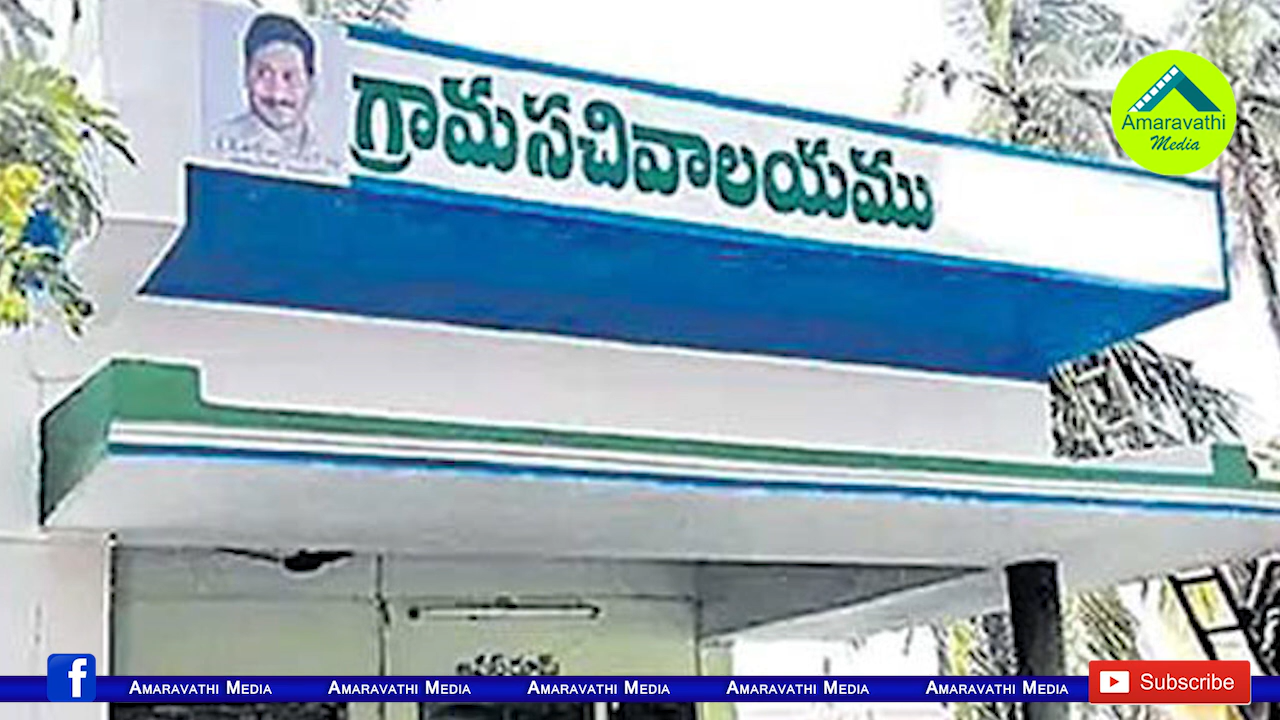 గ్రామ సచివాలయము
Amaravathi
Media
Amaravathi Media Amaravathi Media Amaravathi Media Amaravathi Media Amaravathi Media
Subscribe